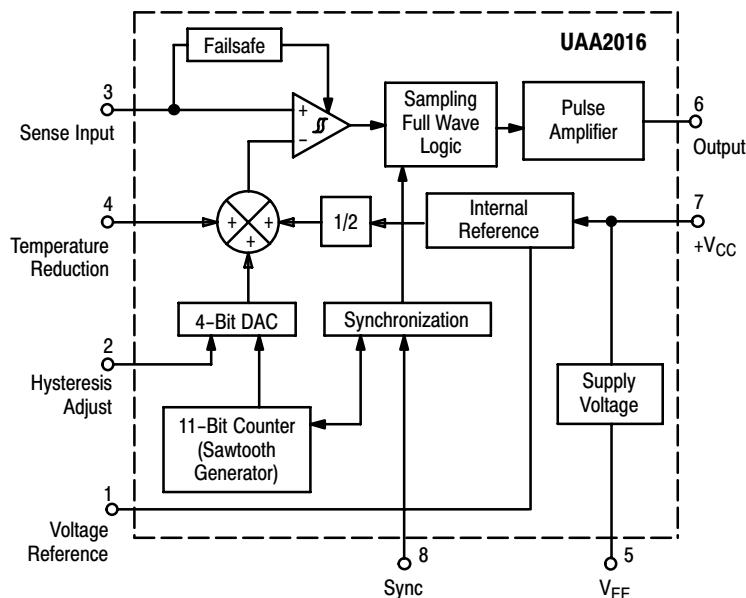 UAA2016
Failsafe
3
Sense Input
+
−
Sampling
Full Wave
Logic
Pulse
Amplifier
6
Output
4
Temperature
Reduction
+
+
+
1/2
Internal
Reference
7
+VCC
4–Bit DAC
Synchronization
2
Hysteresis
Adjust
11–Bit Counter
(Sawtooth
Generator)
Supply
Voltage
1
Voltage
Reference
8
Sync
5
VEE